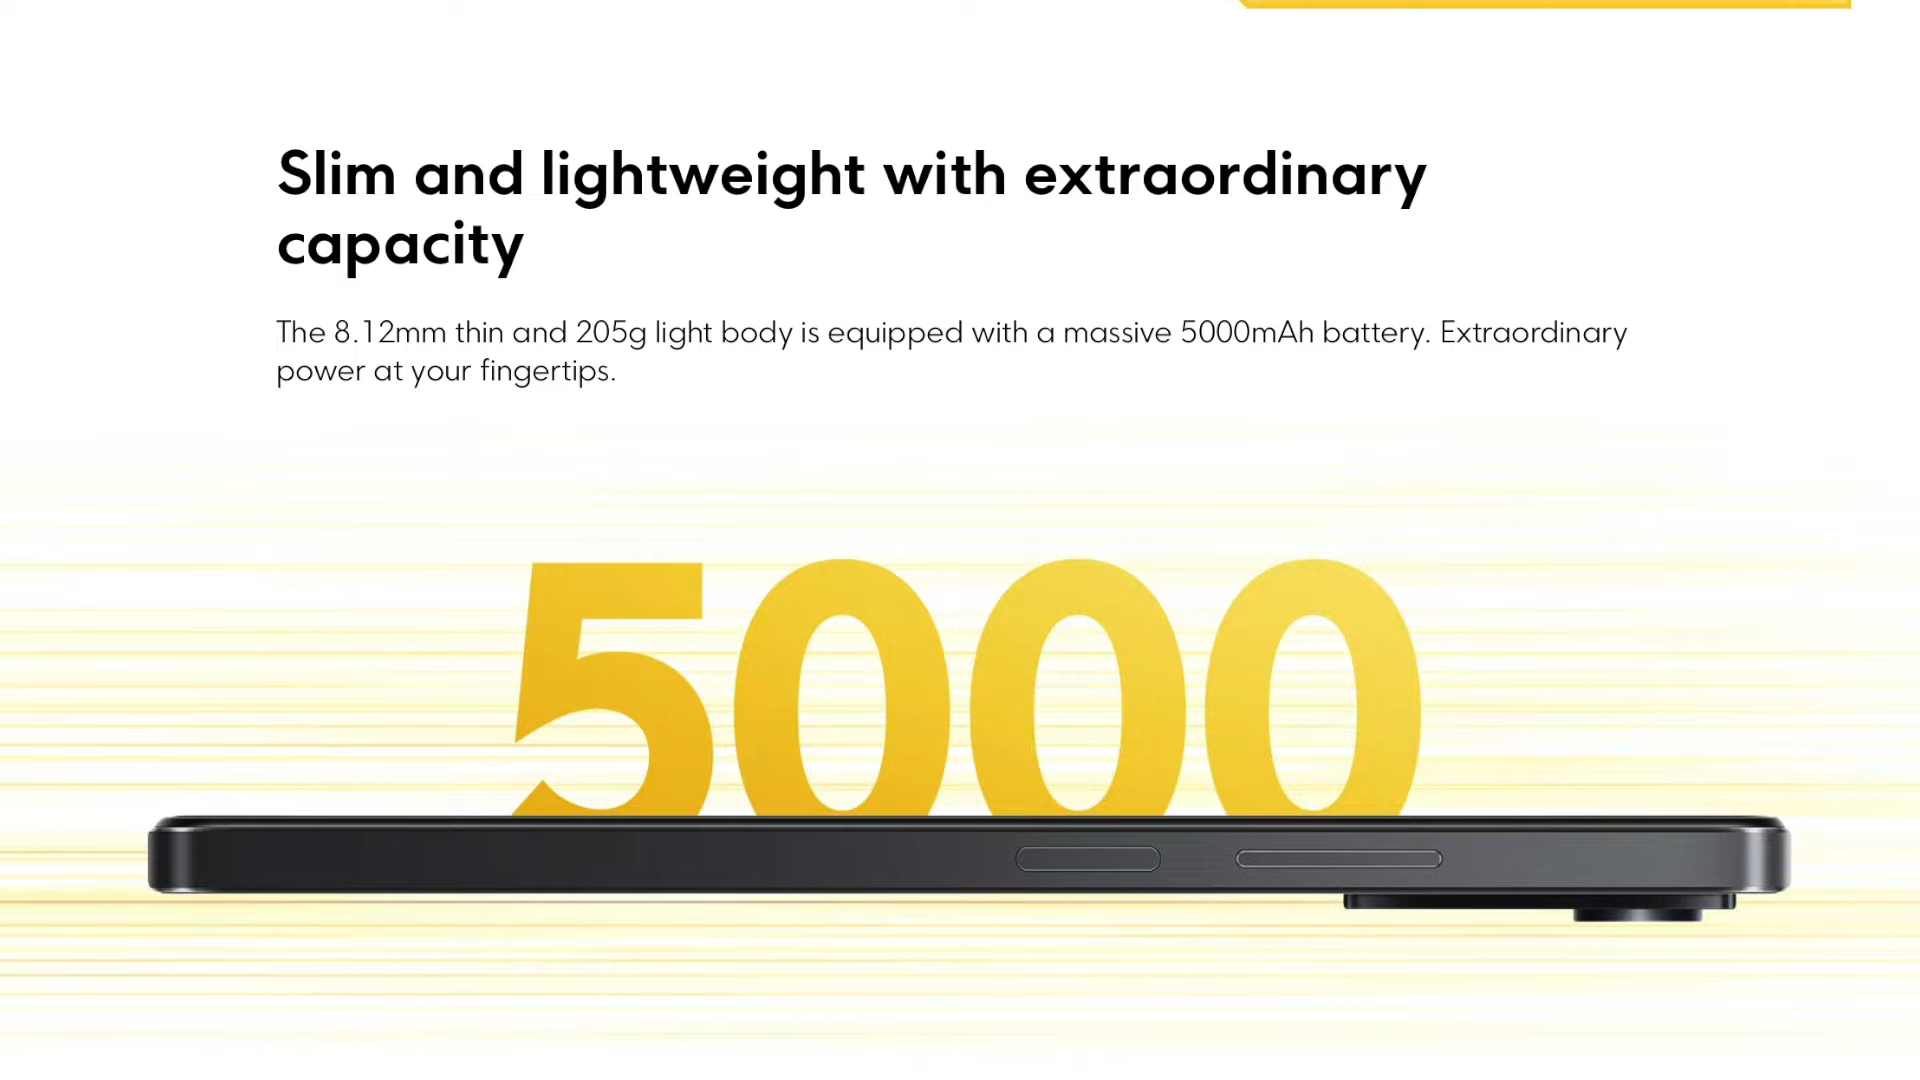 Slim and lightweight with extraordinary
capacity
The 8.12mm thin and 205g light body is equipped with a massive 5000mAh battery. Extraordinary
power at your fingertips.
5000